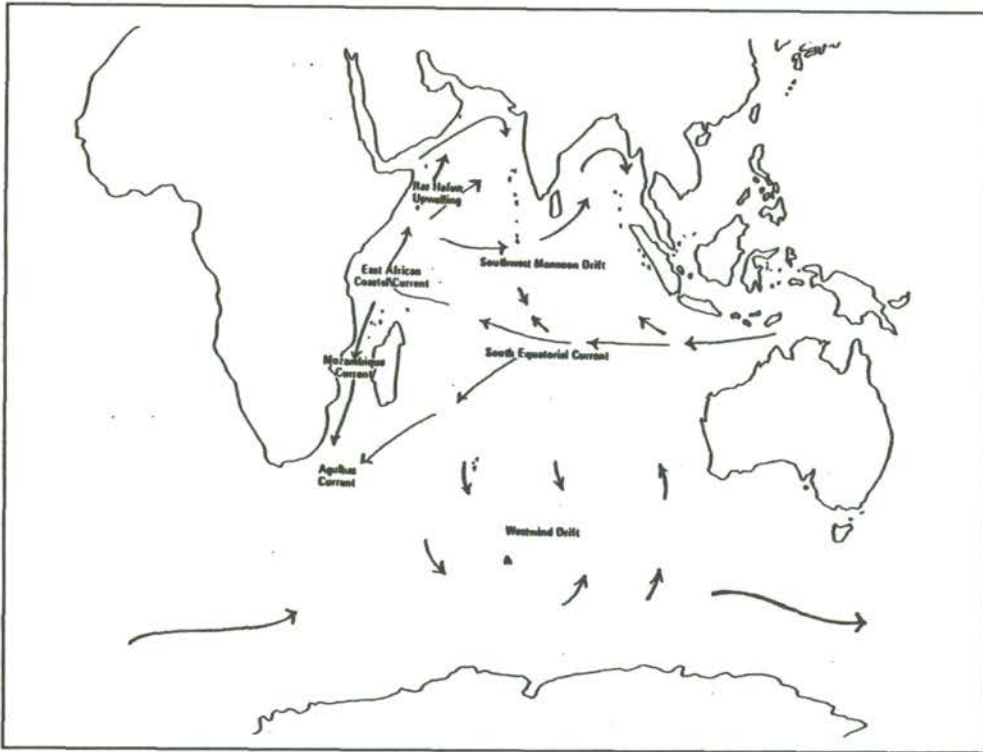 Ras Hafun
Upwelling
Southwest Monsoon Drift
East African
Coastal Current
South Equatorial Current
Mozambique
Current
Agulhas
Current
Westwind Drift